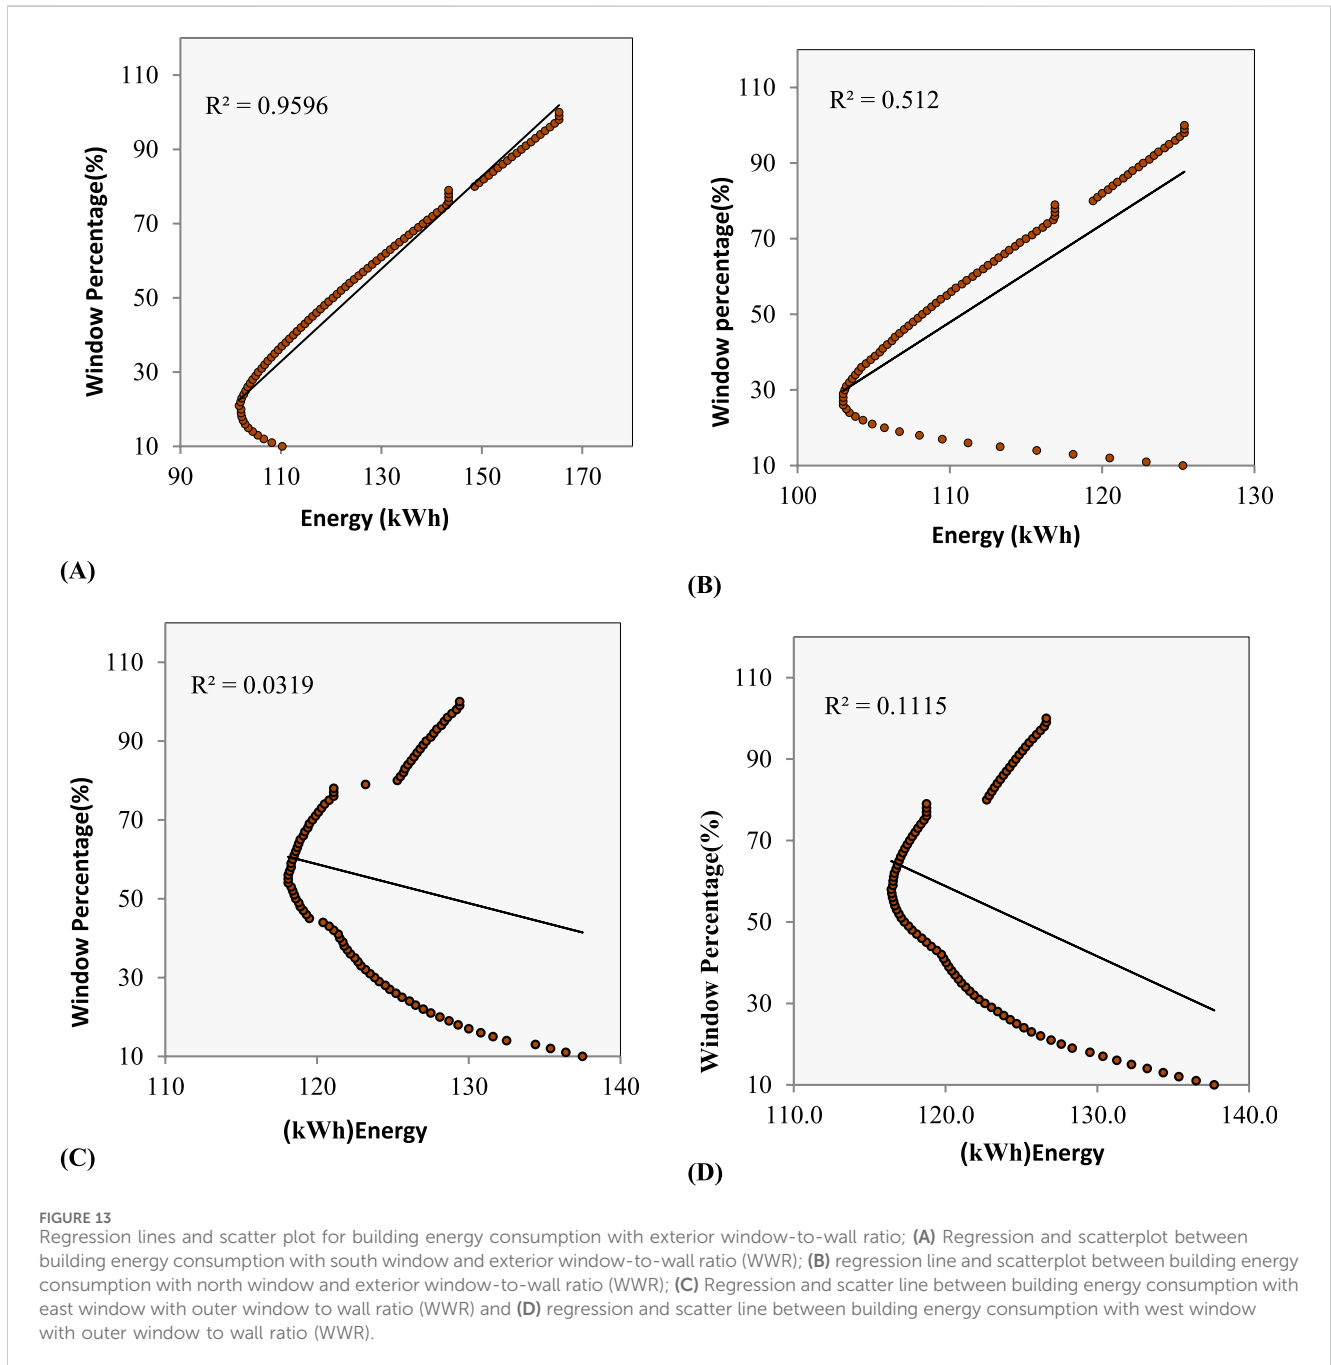 R² = 0.9596
110
90
70
50
30
10
90
110
130
150
170
Window Percentage(%)
Energy (kWh)
(A)
R² = 0.512
110
90
70
50
30
10
100
110
120
130
Window percentage(%)
Energy (kWh)
(B)
R² = 0.0319
110
90
70
50
30
10
110
120
130
140
Window Percentage(%)
(kWh)Energy
(C)
R² = 0.1115
110
90
70
50
30
10
110.0
120.0
130.0
140.0
Window Percentage(%)
(kWh)Energy
(D)
FIGURE 13
Regression lines and scatter plot for building energy consumption with exterior window-to-wall ratio; (A) Regression and scatterplot between
building energy consumption with south window and exterior window-to-wall ratio (WWR); (B) regression line and scatterplot between building energy
consumption with north window and exterior window-to-wall ratio (WWR); (C) Regression and scatter line between building energy consumption with
east window with outer window to wall ratio (WWR) and (D) regression and scatter line between building energy consumption with west window
with outer window to wall ratio (WWR).